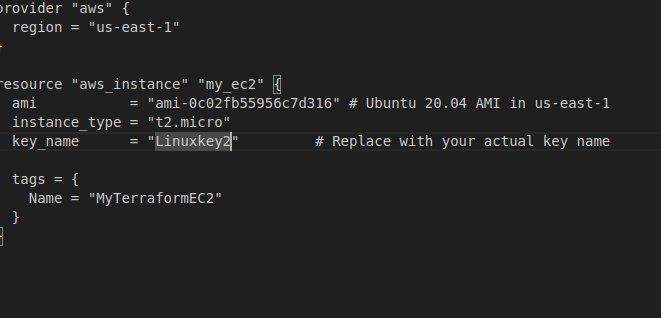 provider "aws" {
  region = "us-east-1"
}
resource "aws_instance" "my_ec2" {
  ami           = "ami-0c02fb55956c7d316" # Ubuntu 20.04 AMI in us-east-1
  instance_type = "t2.micro"
  key_name      = "Linuxkey2"         # Replace with your actual key name
  tags = {
    Name = "MyTerraformEC2"
  }
}